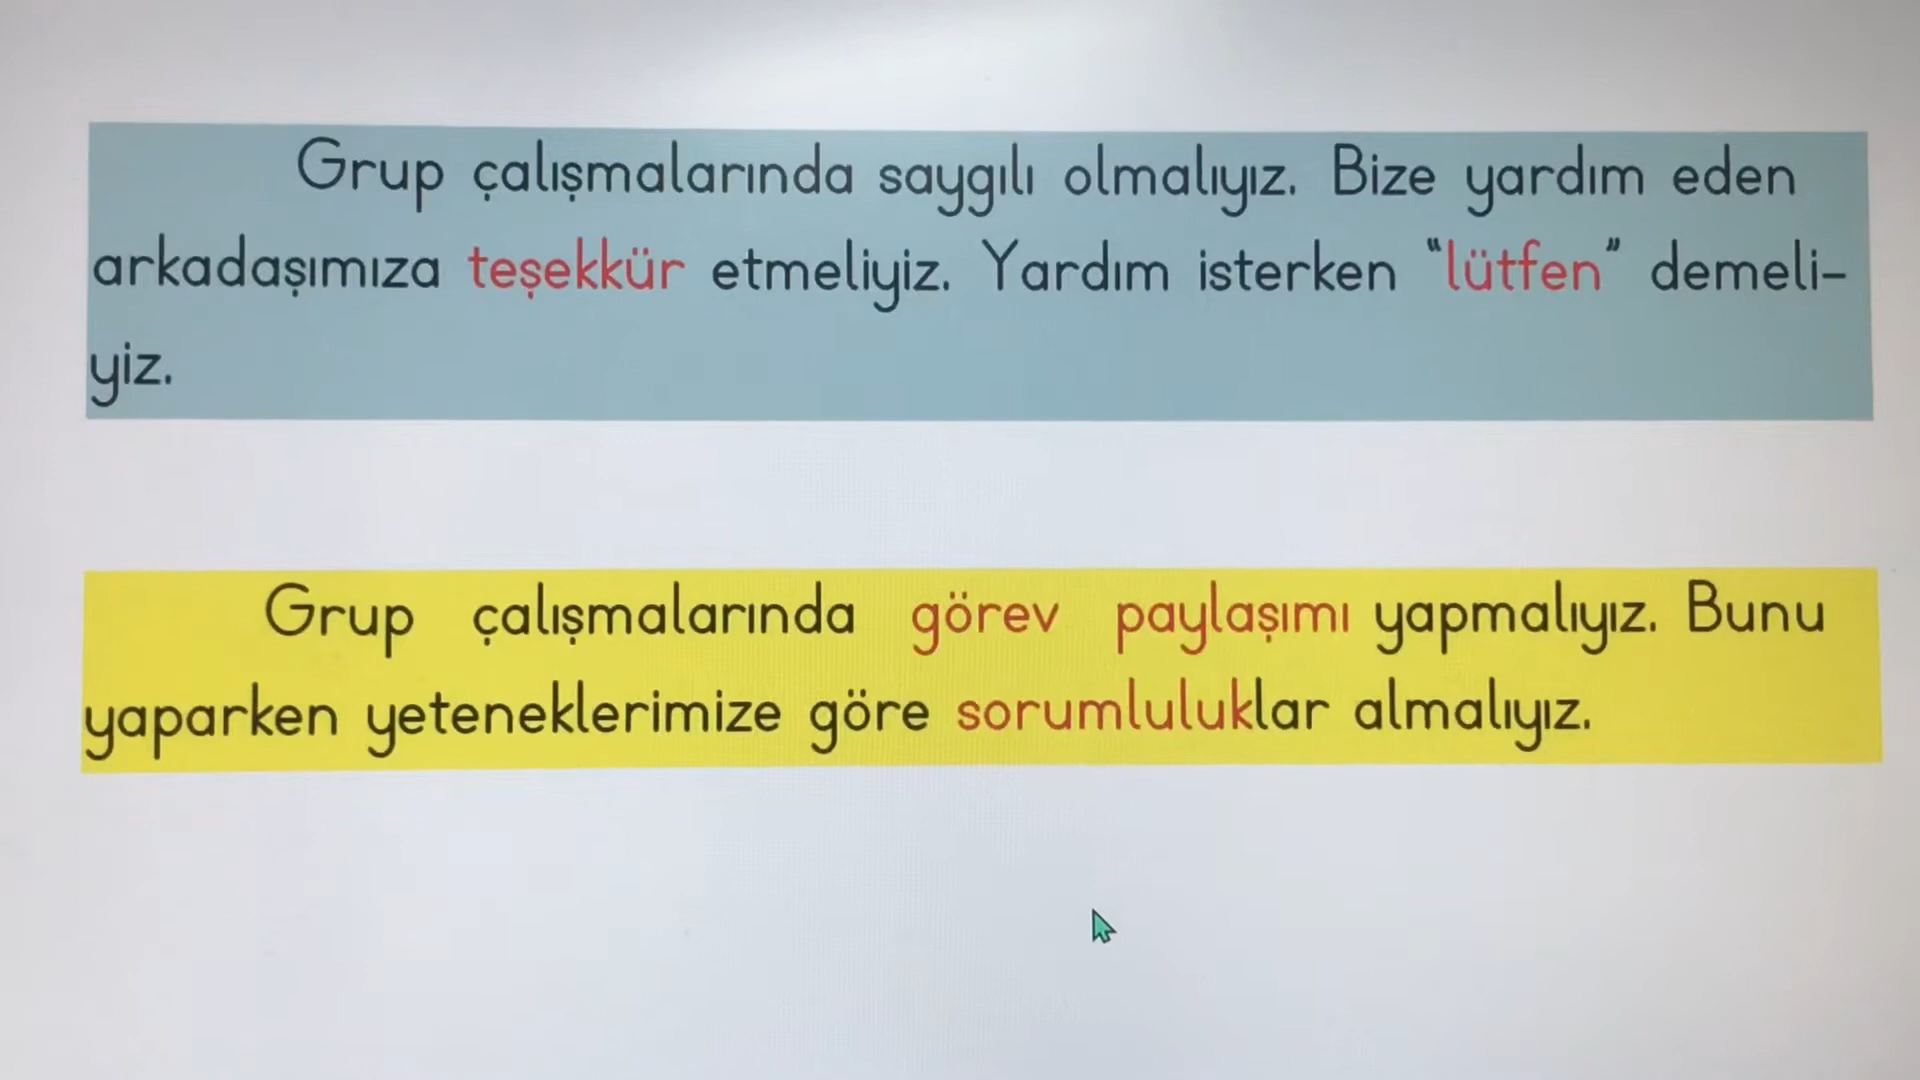 Grup çalışmalarında saygılı olmalıyız. Bize yardım eden
arkadaşımıza teşekkür etmeliyiz. Yardım isterken “lütfen” demeli-
yiz.
Grup çalışmalarında görev paylaşımı yapmalıyız. Bunu
yaparken yeteneklerimize göre sorumluluklar almalıyız.